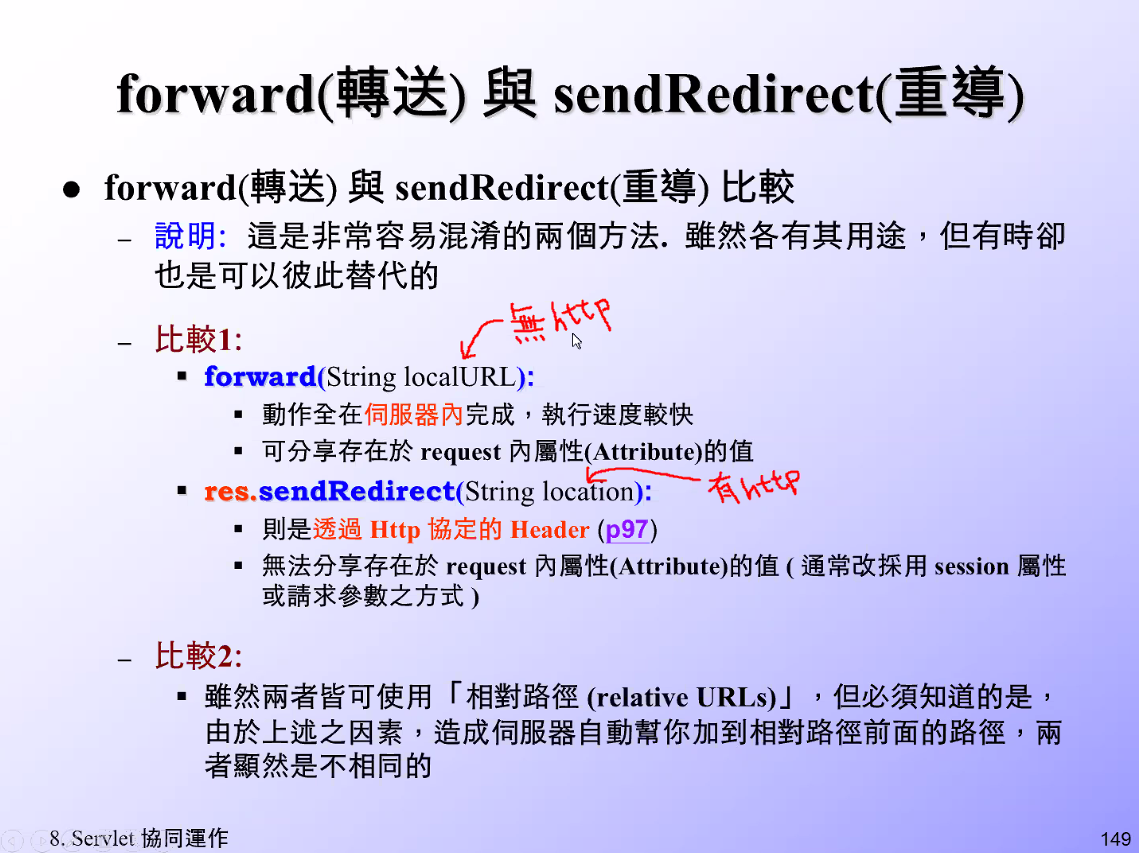 forward(轉送) 與 sendRedirect(重導)
● forward(轉送) 與 sendRedirect(重導) 比較
– 說明: 這是非常容易混淆的兩個方法. 雖然各有其用途，但有時卻
也是可以彼此替代的
無http
– 比較1:
▪ forward(String localURL):
▪ 動作全在伺服器內完成，執行速度較快
▪ 可分享存在於 request 內屬性(Attribute)的值
▪ res.sendRedirect(String location):
有http
▪ 則是透過 Http 協定的 Header (p97)
▪ 無法分享存在於 request 內屬性(Attribute)的值 ( 通常改採用 session 屬性
或請求參數之方式 )
– 比較2:
▪ 雖然兩者皆可使用「相對路徑 (relative URLs)」，但必須知道的是，
由於上述之因素，造成伺服器自動幫你加到相對路徑前面的路徑，兩
者顯然是不相同的
8. Servlet 協同運作
149